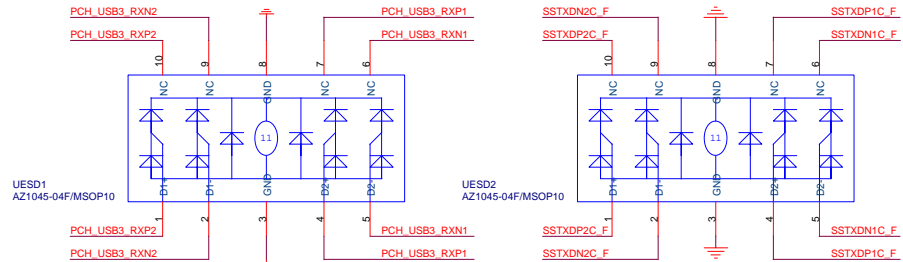 PCH_USB3_RXN2 PCH_USB3_RXP1 SSTXDN2C_F SSTXDP1C_F
PCH_USB3_RXP2 PCH_USB3_RXN1 SSTXDP2C_F SSTXDN1C_F
10 9 8 7 6 10 9 8 7 6
NC NC GND NC NC NC NC GND NC NC
11 11
UESD1 UESD2
AZ1045-04F/MSOP10 AZ1045-04F/MSOP10
D1+ D1- GND D2+ D2- D1+ D1- GND D2+ D2-
1 2 3 4 5 1 2 3 4 5
PCH_USB3_RXP2 PCH_USB3_RXN1 SSTXDP2C_F SSTXDN1C_F
PCH_USB3_RXN2 PCH_USB3_RXP1 SSTXDN2C_F SSTXDP1C_F